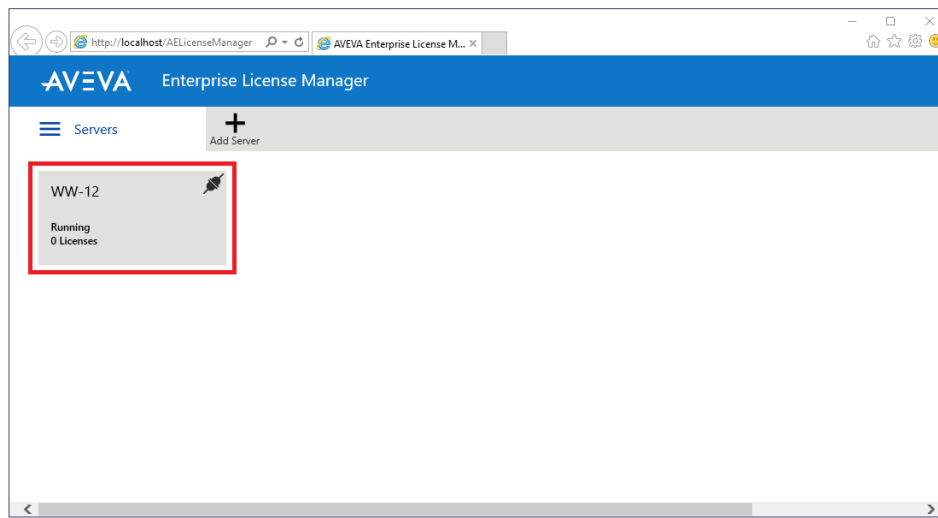 http://localhost/AELicenseManager
AVEVA Enterprise License M...
AVEVA Enterprise License Manager
Servers
Add Server
WW-12
Running
0 Licenses